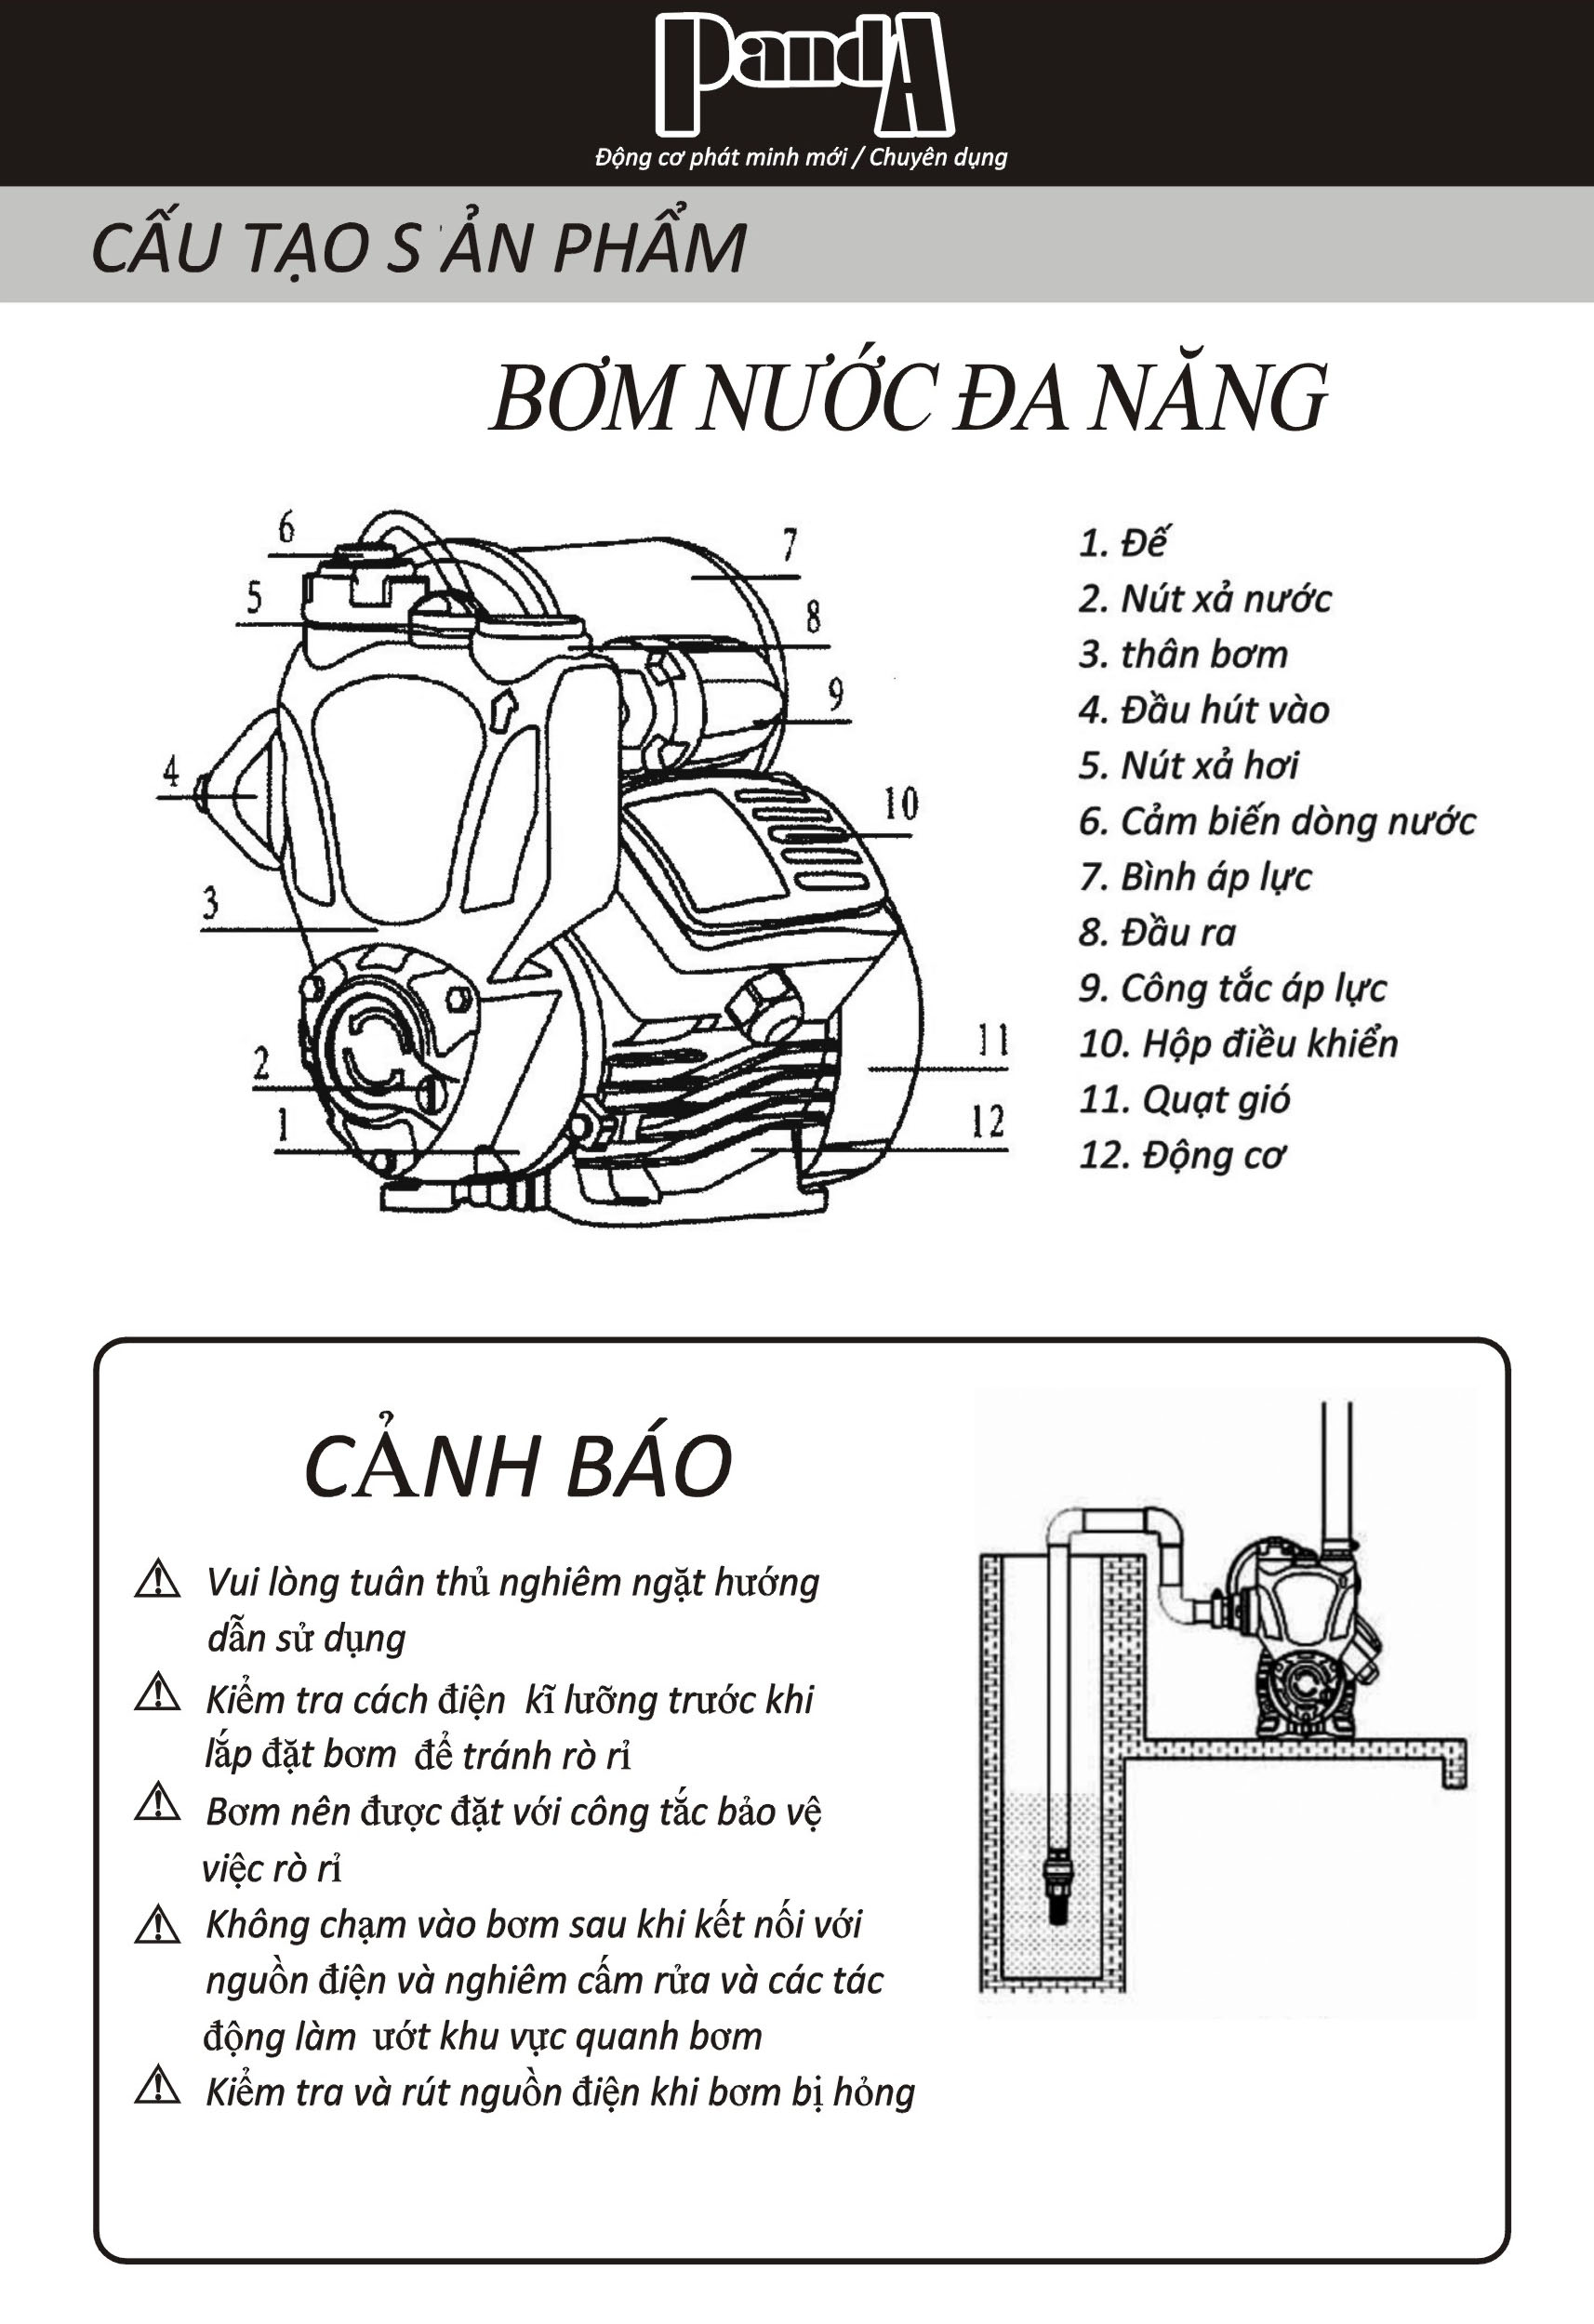 PandA
Động cơ phát minh mới / Chuyên dụng
CẤU TẠO SẢN PHẨM
BƠM NƯỚC ĐA NĂNG
6
7
5
8
9
4
10
3
11
2
12
1
1. Đế
2. Nút xả nước
3. thân bơm
4. Đầu hút vào
5. Nút xả hơi
6. Cảm biến dòng nước
7. Bình áp lực
8. Đầu ra
9. Công tắc áp lực
10. Hộp điều khiển
11. Quạt gió
12. Động cơ
CẢNH BÁO
Vui lòng tuân thủ nghiêm ngặt hướng
dẫn sử dụng
Kiểm tra cách điện kĩ lưỡng trước khi
lắp đặt bơm để tránh rò rỉ
Bơm nên được đặt với công tắc bảo vệ
việc rò rỉ
Không chạm vào bơm sau khi kết nối với
nguồn điện và nghiêm cấm rửa và các tác
động làm ướt khu vực quanh bơm
Kiểm tra và rút nguồn điện khi bơm bị hỏng